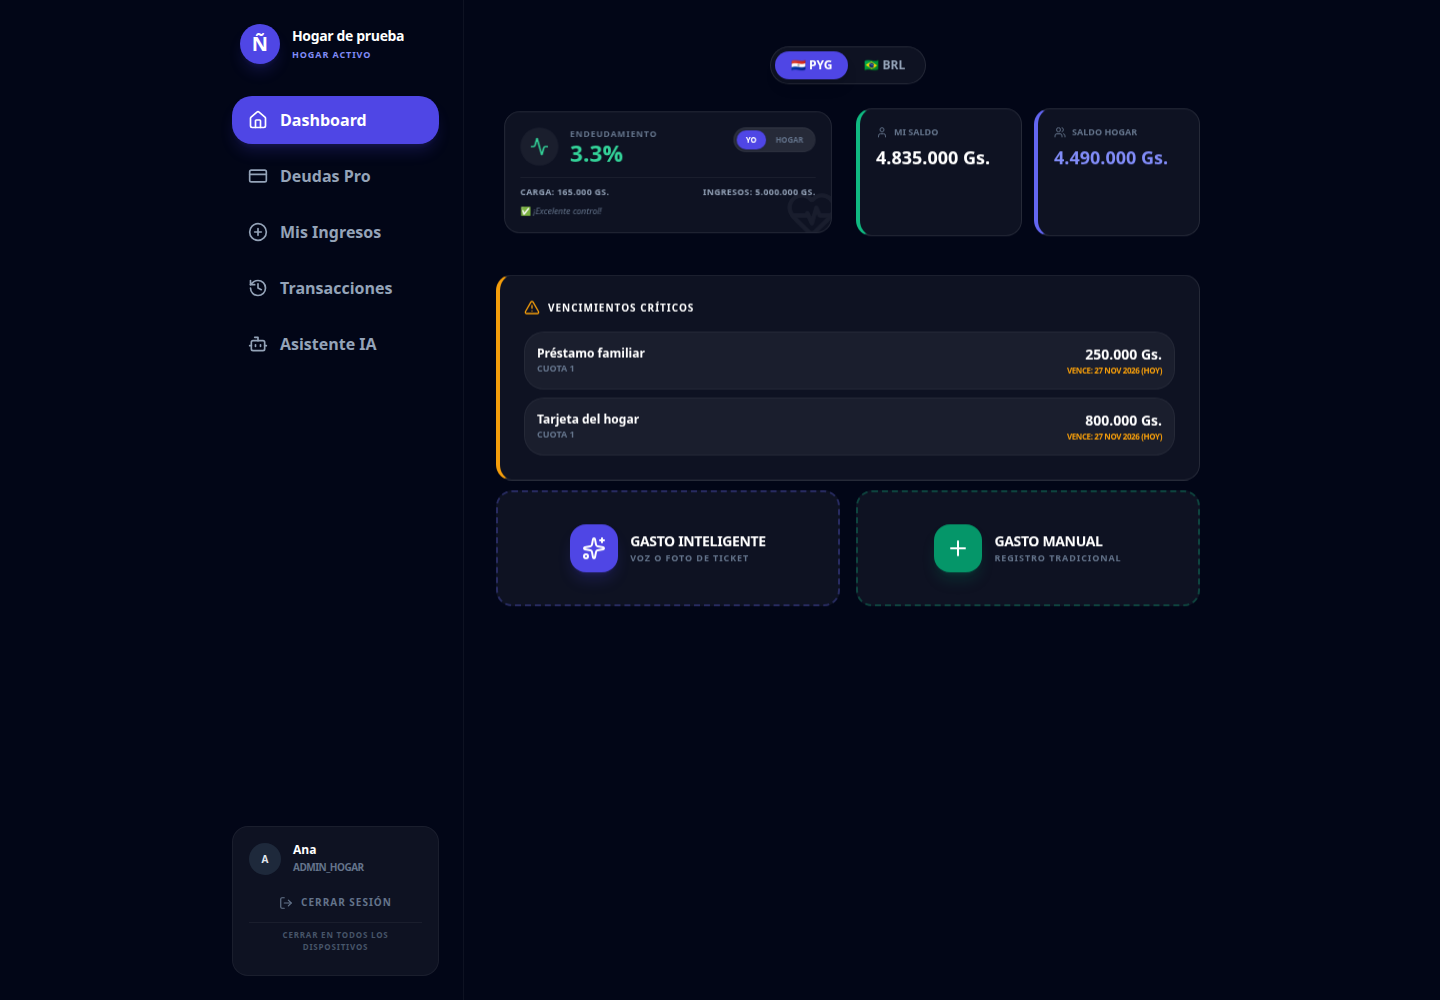 Ñ
Hogar de prueba
HOGAR ACTIVO
Dashboard
Deudas Pro
Mis Ingresos
Transacciones
Asistente IA
A
Ana
ADMIN_HOGAR
CERRAR SESIÓN
CERRAR EN TODOS LOS
DISPOSITIVOS
🇵🇾 PYG
🇧🇷 BRL
ENDEUDAMIENTO
3.3%
YO
HOGAR
CARGA: 165.000 GS.
INGRESOS: 5.000.000 GS.
✅ ¡Excelente control!
MI SALDO
4.835.000 Gs.
SALDO HOGAR
4.490.000 Gs.
VENCIMIENTOS CRÍTICOS
Préstamo familiar
CUOTA 1
250.000 Gs.
VENCE: 27 NOV 2026 (HOY)
Tarjeta del hogar
CUOTA 1
800.000 Gs.
VENCE: 27 NOV 2026 (HOY)
GASTO INTELIGENTE
VOZ O FOTO DE TICKET
GASTO MANUAL
REGISTRO TRADICIONAL